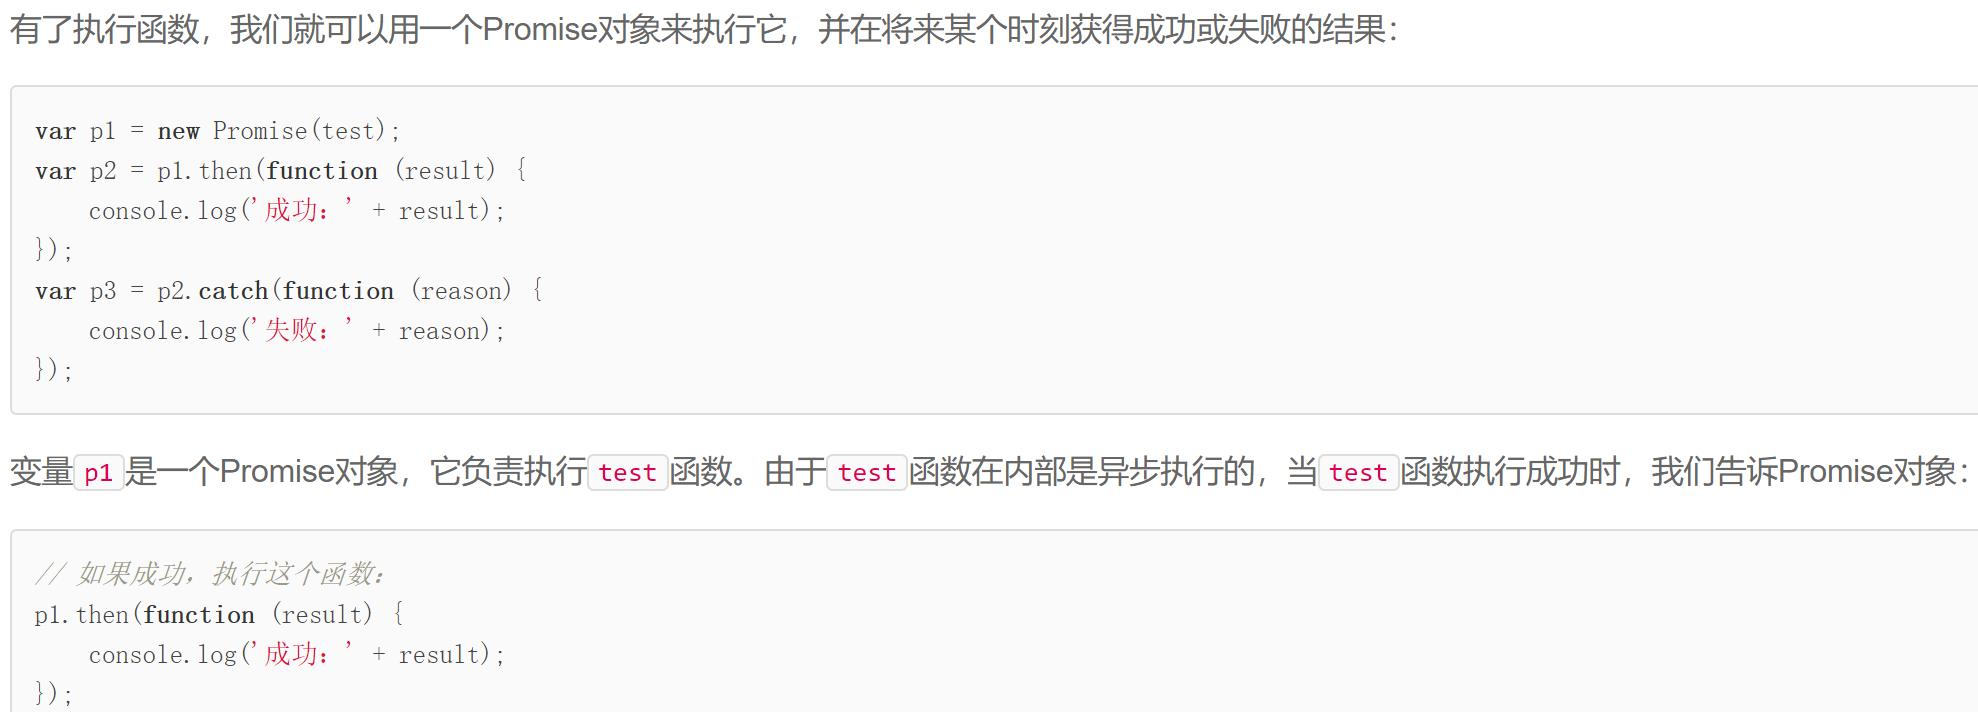 有了执行函数，我们就可以用一个Promise对象来执行它，并在将来某个时刻获得成功或失败的结果：
var p1 = new Promise(test);
var p2 = p1.then(function (result) {
    console.log('成功：' + result);
});
var p3 = p2.catch(function (reason) {
    console.log('失败：' + reason);
});
变量p1是一个Promise对象，它负责执行test函数。由于test函数在内部是异步执行的，当test函数执行成功时，我们告诉Promise对象：
// 如果成功，执行这个函数：
p1.then(function (result) {
    console.log('成功：' + result);
});